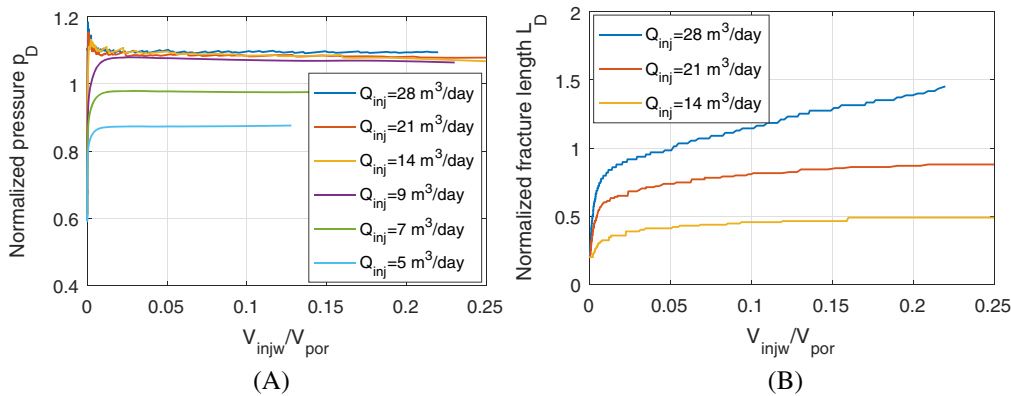 (A)
Normalized pressure p_D
1.2
1
0.8
0.6
0.4
Q_inj=28 m^3/day
Q_inj=21 m^3/day
Q_inj=14 m^3/day
Q_inj=9 m^3/day
Q_inj=7 m^3/day
Q_inj=5 m^3/day
0 0.05 0.1 0.15 0.2 0.25
V_injw/V_por
(B)
Normalized fracture length L_D
2
1.5
1
0.5
0
Q_inj=28 m^3/day
Q_inj=21 m^3/day
Q_inj=14 m^3/day
0 0.05 0.1 0.15 0.2 0.25
V_injw/V_por
(A)
(B)